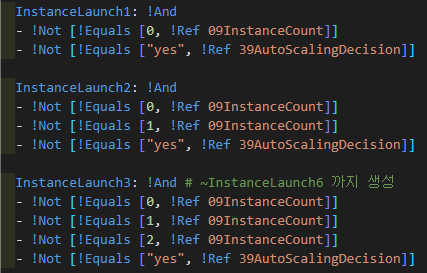 InstanceLaunch1: !And
- !Not [!Equals [0, !Ref 09InstanceCount]]
- !Not [!Equals ["yes", !Ref 39AutoScalingDecision]]
InstanceLaunch2: !And
- !Not [!Equals [0, !Ref 09InstanceCount]]
- !Not [!Equals [1, !Ref 09InstanceCount]]
- !Not [!Equals ["yes", !Ref 39AutoScalingDecision]]
InstanceLaunch3: !And # ~InstanceLaunch6 까지 생성
- !Not [!Equals [0, !Ref 09InstanceCount]]
- !Not [!Equals [1, !Ref 09InstanceCount]]
- !Not [!Equals [2, !Ref 09InstanceCount]]
- !Not [!Equals ["yes", !Ref 39AutoScalingDecision]]